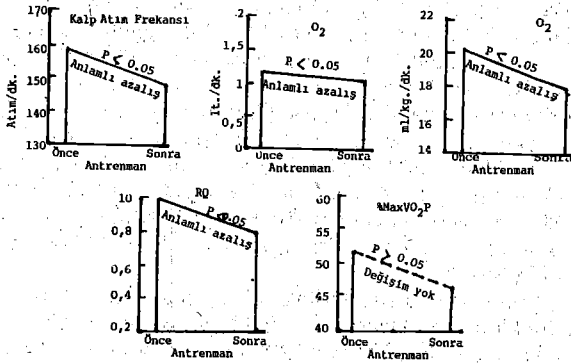 Kalp Atım Frekansı
170
160
150
140
130
Atım/dk.
P < 0.05
Anlamlı azalış
Önce
Sonra
Antrenman
O2
2
1,5
1
0,5
0
lt./dk.
P < 0.05
Anlamlı azalış
Önce
Sonra
Antrenman
O2
22
20
18
16
14
ml/kg./dk.
P < 0.05
Anlamlı azalış
Önce
Sonra
Antrenman
RQ
1,0
0,8
0,6
0,4
0,2
Anlamlı azalış
Önce
Sonra
Antrenman
%MaxVO2P
60
55
50
45
40
P > 0.05
Değişim yok
Önce
Sonra
Antrenman